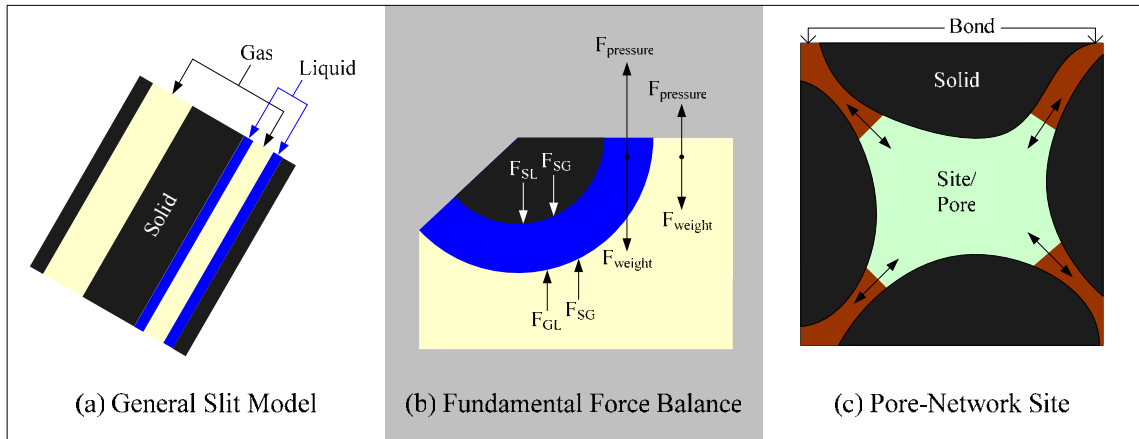 Gas
Liquid
Solid
(a) General Slit Model
F_pressure
F_pressure
F_SL
F_SG
F_weight
F_weight
F_GL
F_SG
(b) Fundamental Force Balance
Bond
Solid
Site/
Pore
(c) Pore-Network Site